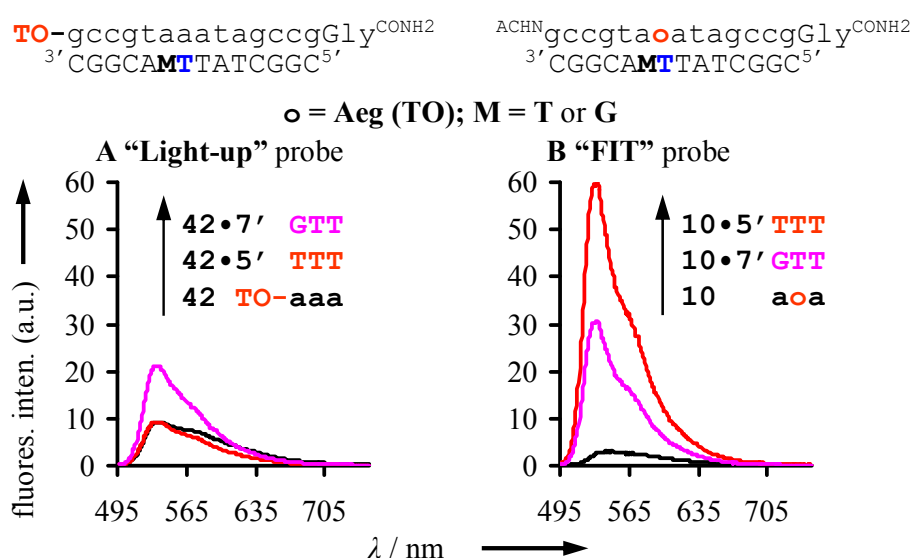 TO-gccgtaaatagccgGly^CONH2
3’CGGCAMTTATCGGC5’
ACHNgccgtaoatagccgGly^CONH2
3’CGGCAMTTATCGGC5’
o = Aeg (TO); M = T or G
A “Light-up” probe
fluores. inten. (a.u.)
60
50
40
30
20
10
0
42•7′ GTT
42•5′ TTT
42 TO-aaa
495 565 635 705
B “FIT” probe
60
50
40
30
20
10
0
10•5′ TTT
10•7′ GTT
10 aoa
495 565 635 705
λ / nm